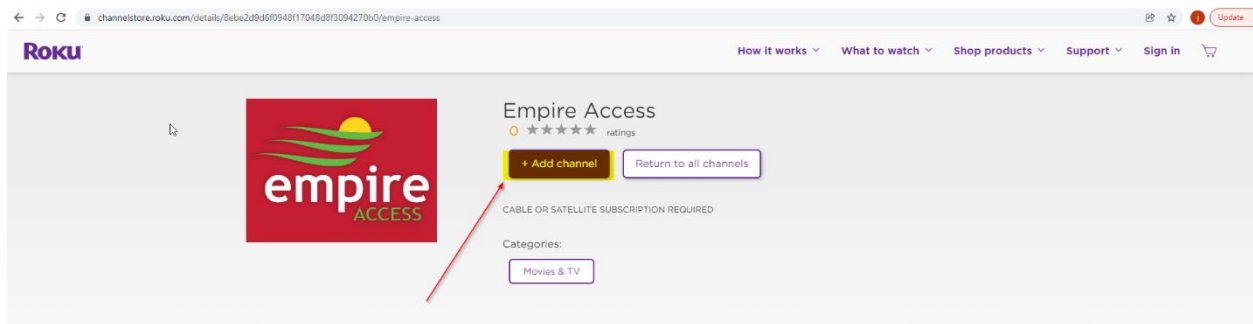 channelstore.roku.com/details/8ebe2d9d6f0948f17048d8f3094270b0/empire-access
j Update
ROKU How it works What to watch Shop products Support Sign in
Empire Access
0 ratings
+ Add channel Return to all channels
empire
ACCESS
CABLE OR SATELLITE SUBSCRIPTION REQUIRED
Categories:
Movies & TV